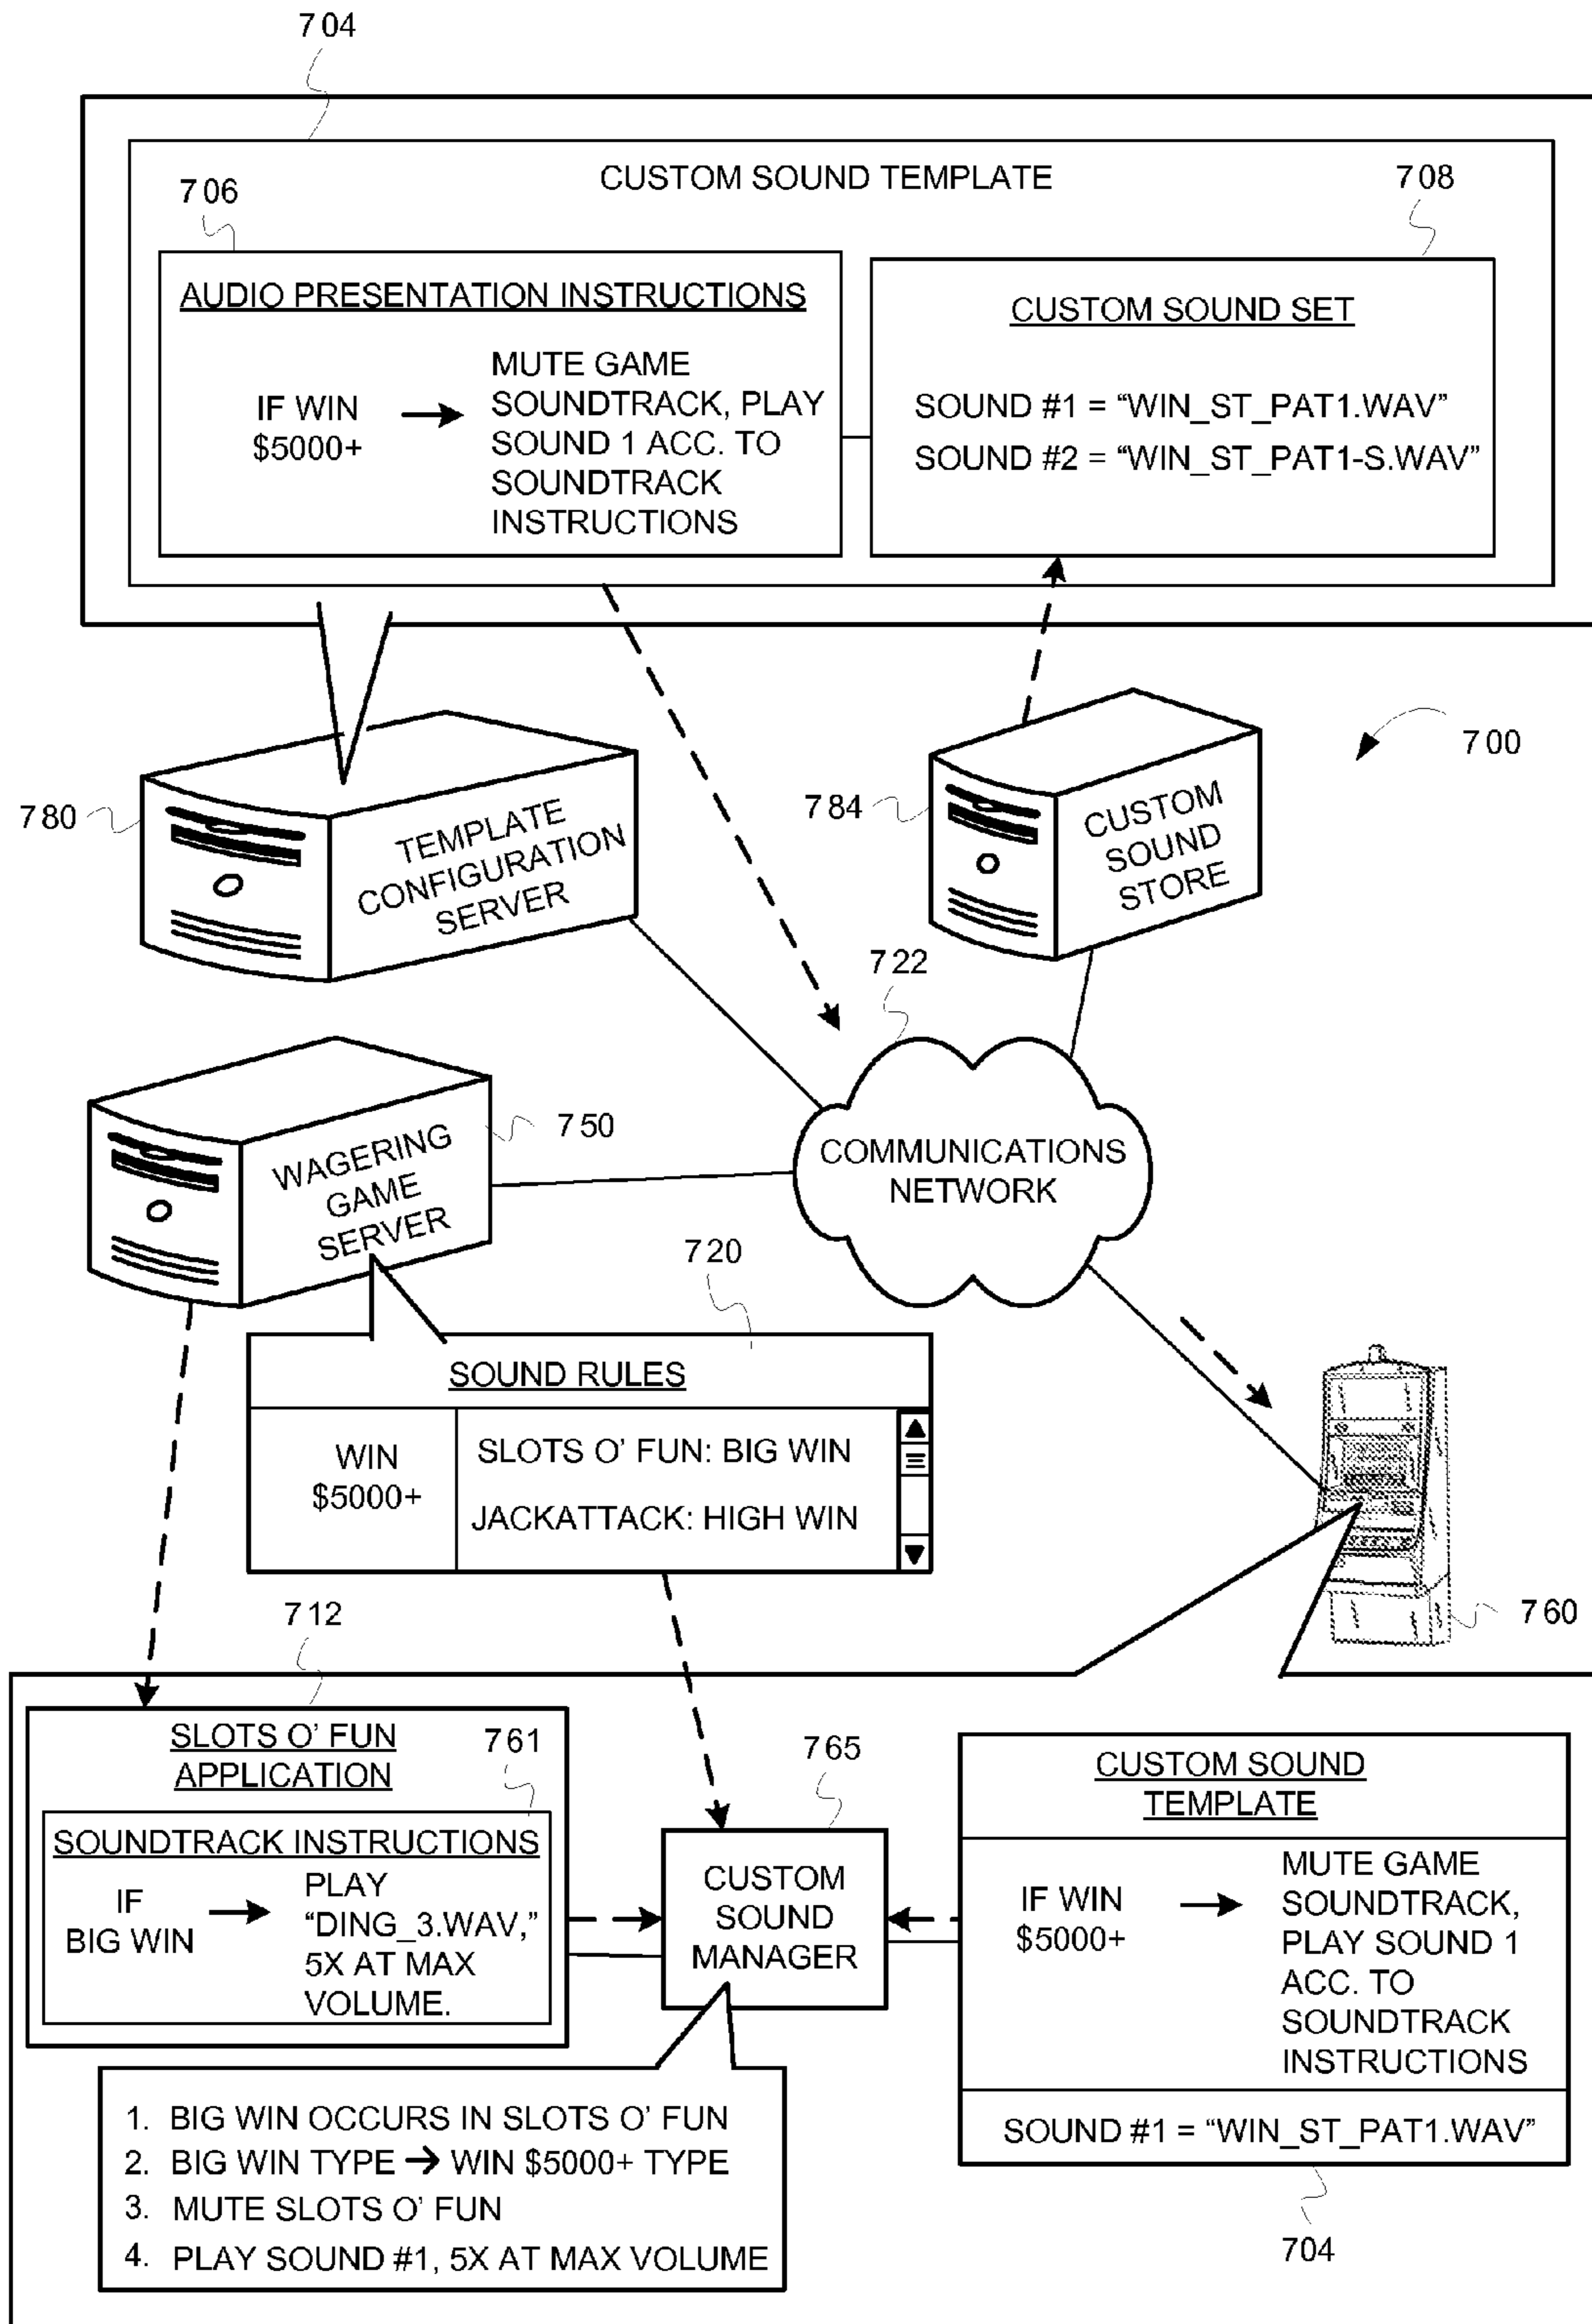 704
CUSTOM SOUND TEMPLATE
706
708
AUDIO PRESENTATION INSTRUCTIONS
IF WIN
$5000+
MUTE GAME
SOUNDTRACK, PLAY
SOUND 1 ACC. TO
SOUNDTRACK
INSTRUCTIONS
CUSTOM SOUND SET
SOUND #1 = “WIN_ST_PAT1.WAV”
SOUND #2 = “WIN_ST_PAT1-S.WAV”
700
780
TEMPLATE
CONFIGURATION
SERVER
784
CUSTOM
SOUND
STORE
722
COMMUNICATIONS
NETWORK
750
WAGERING
GAME
SERVER
720
SOUND RULES
WIN
$5000+
SLOTS O’ FUN: BIG WIN
JACKATTACK: HIGH WIN
760
712
SLOTS O’ FUN
APPLICATION
761
SOUNDTRACK INSTRUCTIONS
IF
BIG WIN
PLAY
“DING_3.WAV,”
5X AT MAX
VOLUME.
765
CUSTOM
SOUND
MANAGER
CUSTOM SOUND
TEMPLATE
IF WIN
$5000+
MUTE GAME
SOUNDTRACK,
PLAY SOUND 1
ACC. TO
SOUNDTRACK
INSTRUCTIONS
SOUND #1 = “WIN_ST_PAT1.WAV”
704
1. BIG WIN OCCURS IN SLOTS O’ FUN
2. BIG WIN TYPE → WIN $5000+ TYPE
3. MUTE SLOTS O’ FUN
4. PLAY SOUND #1, 5X AT MAX VOLUME